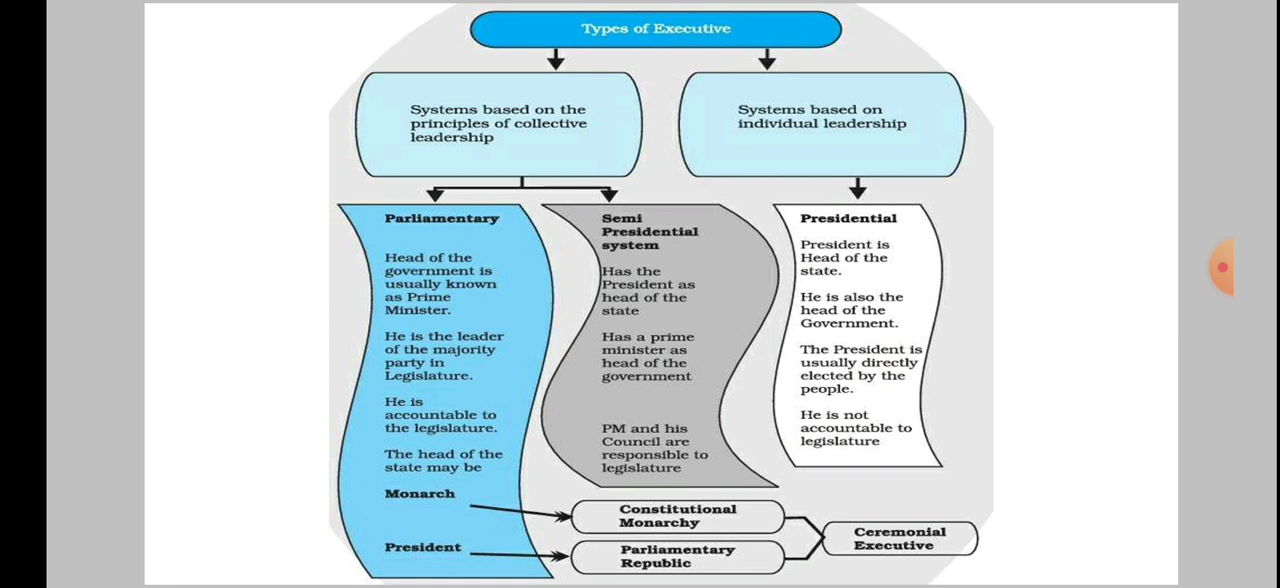 Types of Executive
Systems based on the
principles of collective
leadership
Systems based on
individual leadership
Parliamentary
Head of the
government is
usually known
as Prime
Minister.
He is the leader
of the majority
party in
Legislature.
He is
accountable to
the legislature.
The head of the
state may be
Monarch
President
Semi
Presidential
system
Has the
President as
head of the
state
Has a prime
minister as
head of the
government
PM and his
Council are
responsible to
legislature
Presidential
President is
Head of the
state.
He is also the
head of the
Government.
The President is
usually directly
elected by the
people.
He is not
accountable to
legislature
Constitutional
Monarchy
Parliamentary
Republic
Ceremonial
Executive